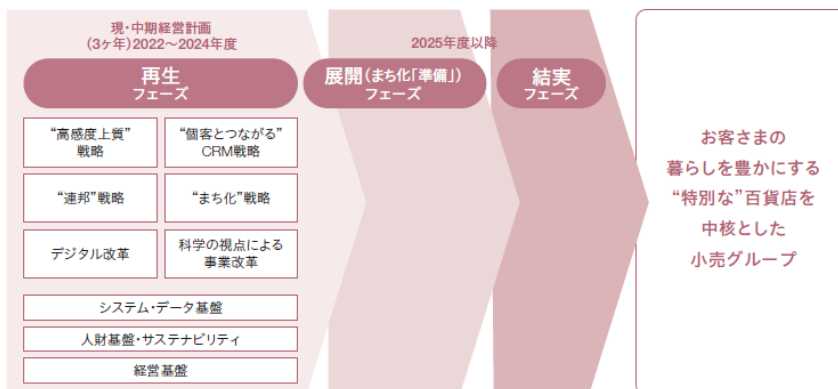 現・中期経営計画
(3ヶ年)2022〜2024年度
2025年度以降
再生
フェーズ
展開(まち化「準備」)
フェーズ
結実
フェーズ
“高感度上質”
戦略
“個客とつながる”
CRM戦略
“連邦”戦略
“まち化”戦略
デジタル改革
科学の視点による
事業改革
システム・データ基盤
人財基盤・サステナビリティ
経営基盤
お客さまの
暮らしを豊かにする
“特別な”百貨店を
中核とした
小売グループ